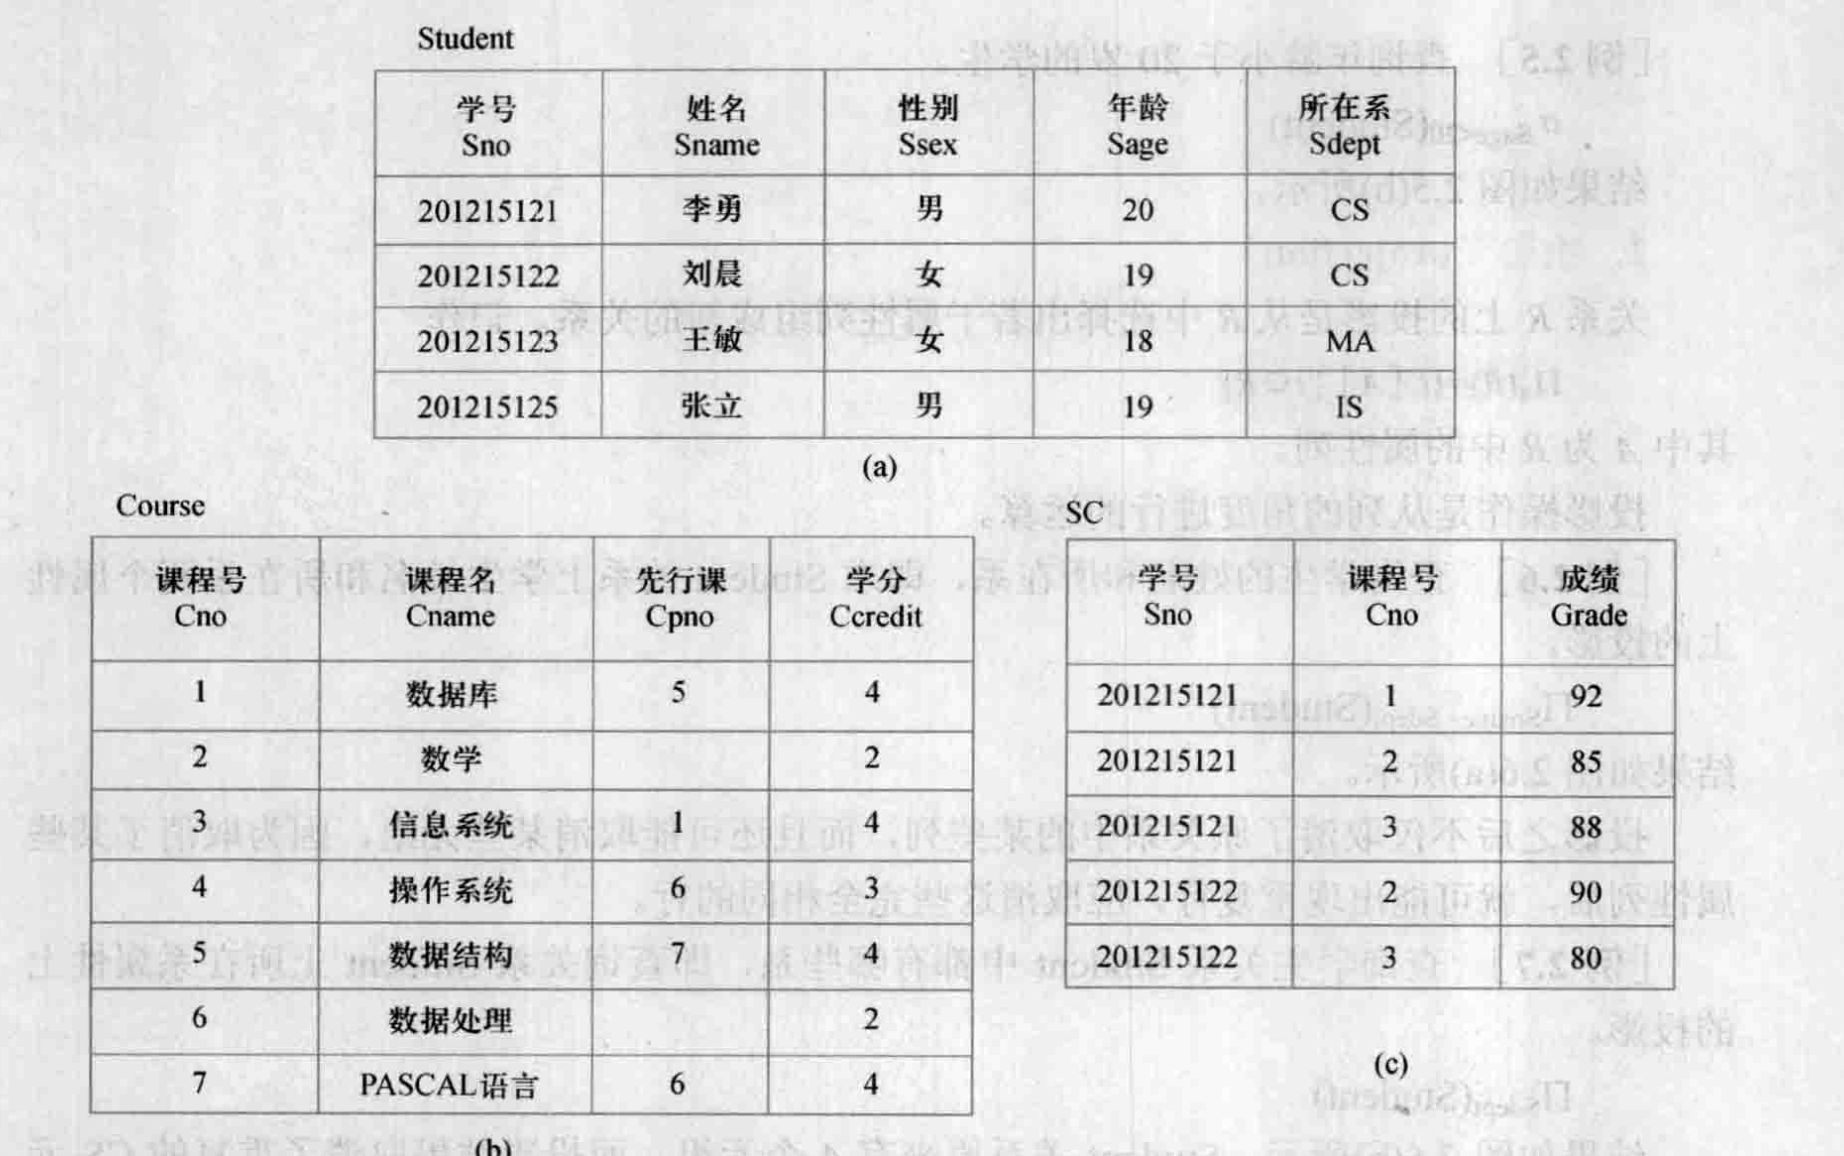 Student
学号 姓名 性别 年龄 所在系
Sno Sname Ssex Sage Sdept
201215121 李勇 男 20 CS
201215122 刘晨 女 19 CS
201215123 王敏 女 18 MA
201215125 张立 男 19 IS
(a)
Course
课程号 课程名 先行课 学分
Cno Cname Cpno Ccredit
1 数据库 5 4
2 数学 2
3 信息系统 1 4
4 操作系统 6 3
5 数据结构 7 4
6 数据处理 2
7 PASCAL语言 6 4
(b)
SC
学号 课程号 成绩
Sno Cno Grade
201215121 1 92
201215121 2 85
201215121 3 88
201215122 2 90
201215122 3 80
(c)